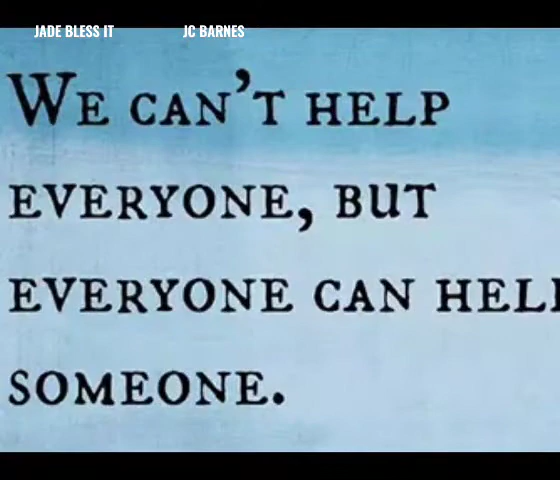 JADE BLESS IT JC BARNES
WE CAN'T HELP
EVERYONE, BUT
EVERYONE CAN HELP
SOMEONE.